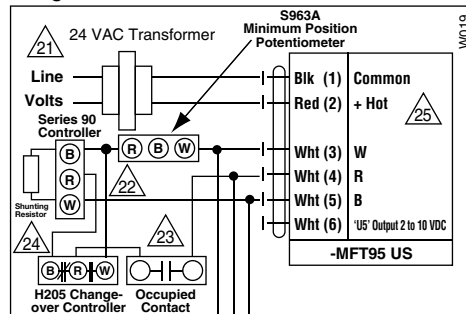 S963A
Minimum Position
Potentiometer
W019
21
24 VAC Transformer
Line
Volts
Blk (1) Common
Red (2) + Hot
25
Series 90
Controller
B
R
W
R B W
22
Shunting
Resistor
Wht (3) W
Wht (4) R
Wht (5) B
Wht (6) 'U5' Output 2 to 10 VDC
-MFT95 US
24
23
B R W
H205 Change-
over Controller
Occupied
Contact